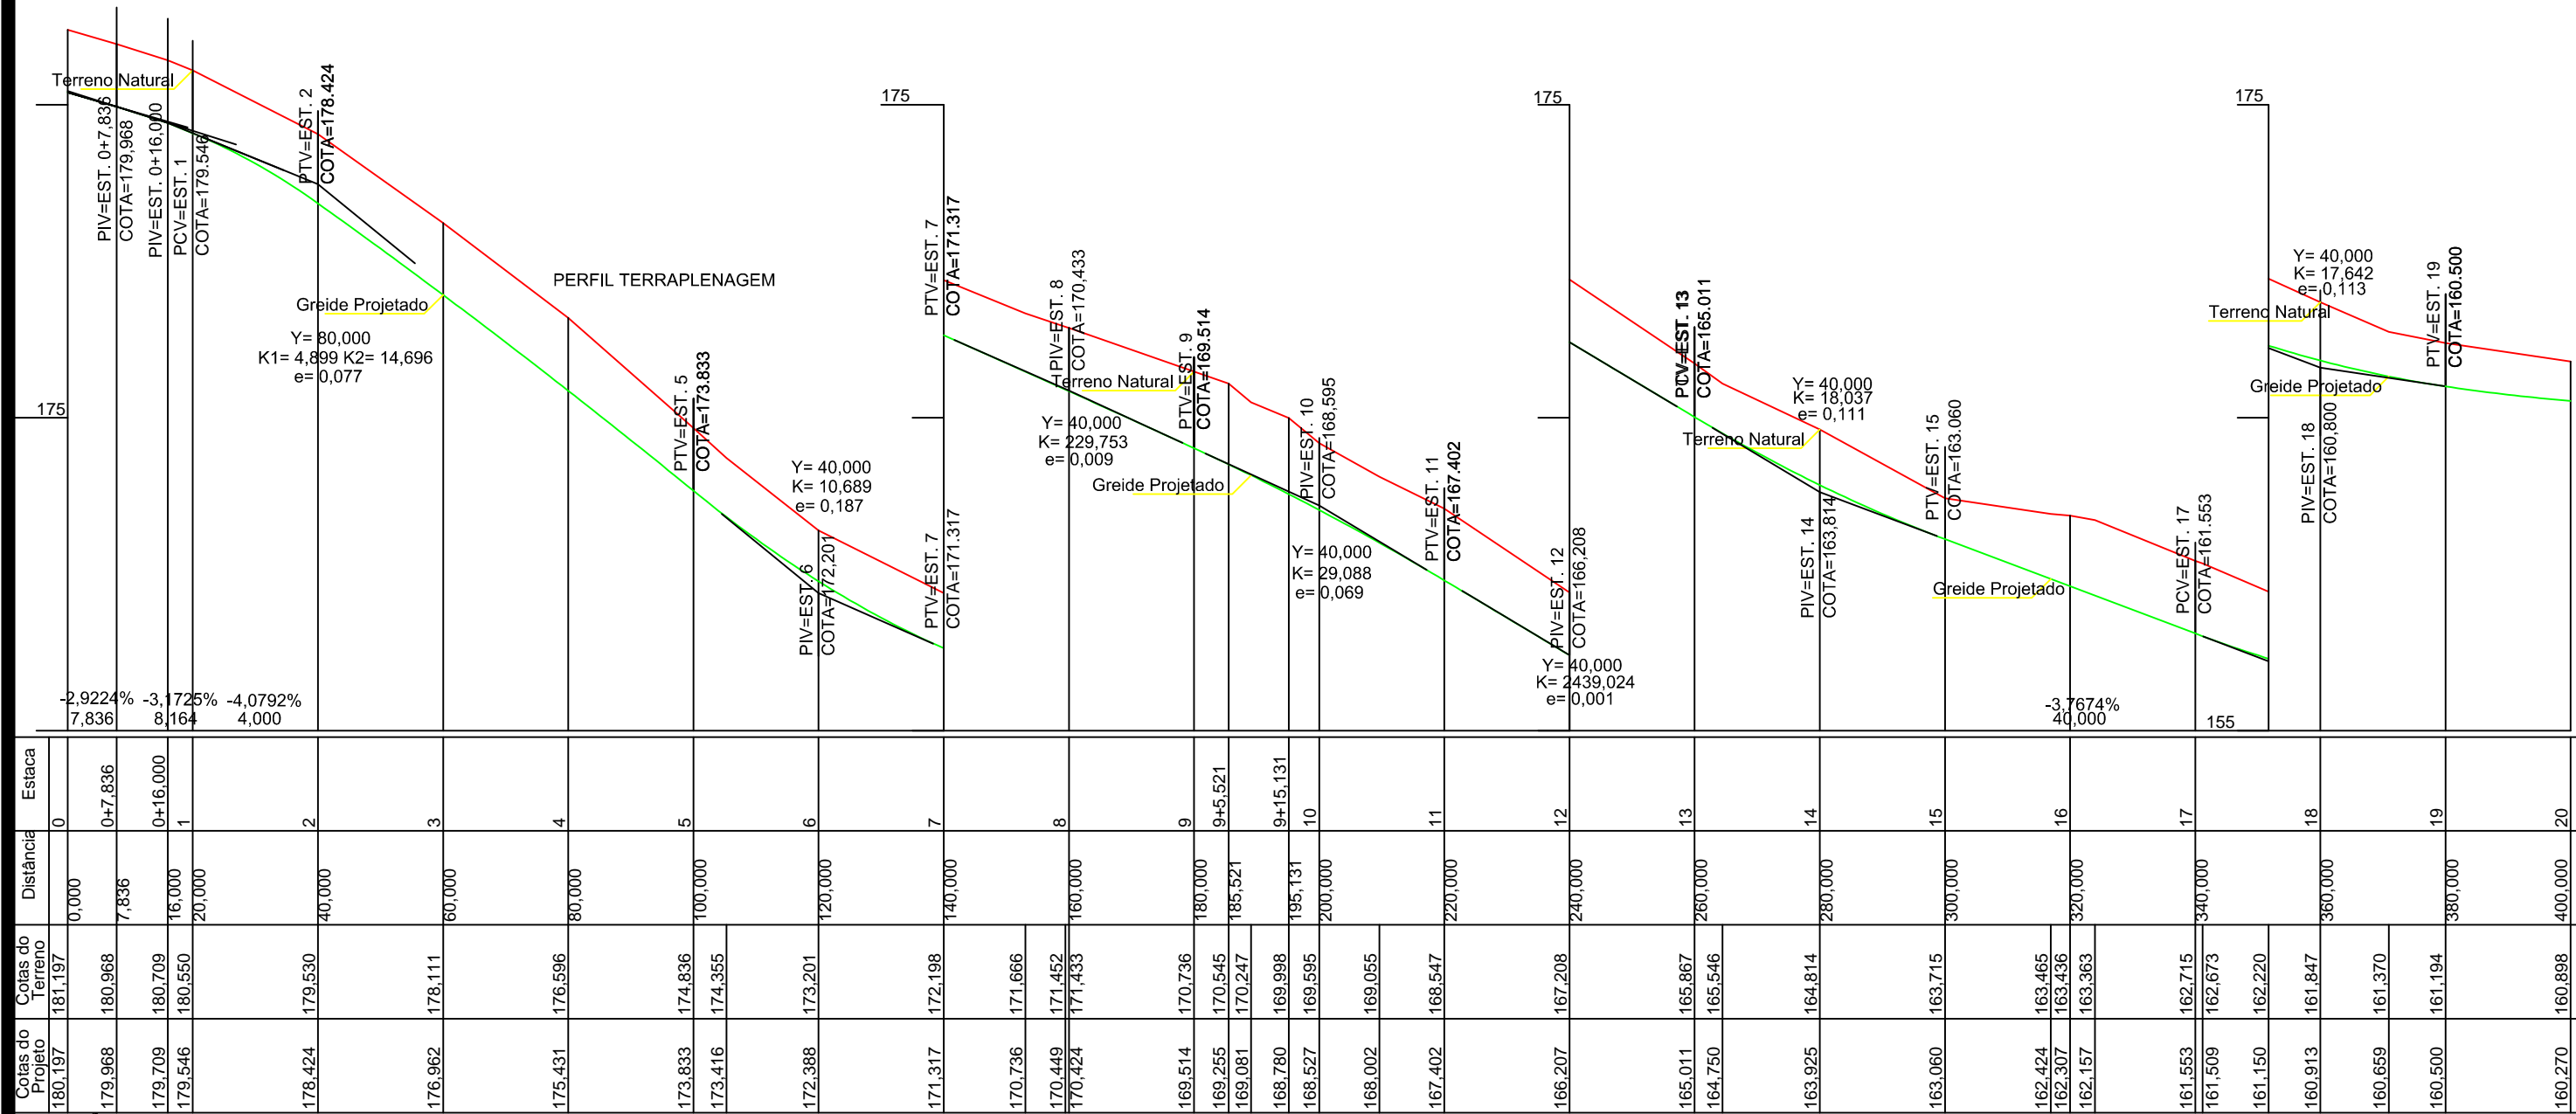 Terreno Natural
PIV=EST. 0+7,836
COTA=179,968
PIV=EST. 0+16,000
PCV=EST. 1
COTA=179.546
PTV=EST. 2
COTA=178.424
175
Greide Projetado
Y= 80,000
K1= 4,899 K2= 14,696
e= 0,077
PERFIL TERRAPLENAGEM
PTV=EST. 5
COTA=173.833
Y= 40,000
K= 10,689
e= 0,187
PIV=EST. 6
COTA=172,201
PTV=EST. 7
COTA=171.317
-2,9224%
7,836
-3,1725%
8,164
-4,0792%
4,000
175
PTV=EST. 7
COTA=171.317
PIV=EST. 8
COTA=170,433
Terreno Natural
Y= 40,000
K= 229,753
e= 0,009
PTV=EST. 9
COTA=169.514
Greide Projetado
PIV=EST. 10
COTA=168,595
Y= 40,000
K= 29,088
e= 0,069
PTV=EST. 11
COTA=167.402
175
PIV=EST. 12
COTA=166,208
Y= 40,000
K= 2439,024
e= 0,001
COTA=165.011
Terreno Natural
Y= 40,000
K= 18,037
e= 0,111
PIV=EST. 14
COTA=163,814
PTV=EST. 15
COTA=163.060
Greide Projetado
-3,7674%
40,000
PCV=EST. 17
COTA=161.553
175
155
Y= 40,000
K= 17,642
e= 0,113
Terreno Natural
Greide Projetado
PIV=EST. 18
COTA=160,800
PTV=EST. 19
COTA=160.500
Estaca
0 0+7,836 0+16,000 1 2 3 4 5 6 7 8 9 9+5,521 9+15,131 10 11 12 13 14 15 16 17 18 19 20
Distância
0,000 7,836 16,000 20,000 40,000 60,000 80,000 100,000 120,000 140,000 160,000 180,000 185,521 195,131 200,000 220,000 240,000 260,000 280,000 300,000 320,000 340,000 360,000 380,000 400,000
Cotas do
Terreno
181,197 180,968 180,709 180,550 179,530 178,111 176,596 174,836 174,355 173,201 172,198 171,666 171,452 171,433 170,736 170,545 170,247 169,998 169,595 169,055 168,547 167,208 165,867 165,546 164,814 163,715 163,465 163,436 163,363 162,715 162,673 162,220 161,847 161,370 161,194 160,898
Cotas do
Projeto
180,197 179,968 179,709 179,546 178,424 176,962 175,431 173,833 173,416 172,388 171,317 170,736 170,449 170,424 169,514 169,255 169,081 168,780 168,527 168,002 167,402 166,207 165,011 164,750 163,925 163,060 162,424 162,307 162,157 161,553 161,509 161,150 160,913 160,659 160,500 160,270